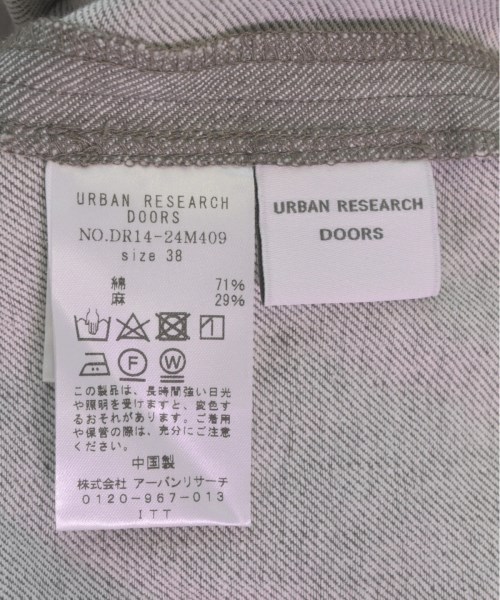 URBAN RESEARCH
DOORS
NO.DR14-24M409
size 38
綿 71%
麻 29%
F W
この製品は、長時間強い日光
や照明を受けますと、変色す
るおそれがあります。ご着用
や保管の際は、充分にご注意
ください。
中国製
株式会社 アーバンリサーチ
0120-967-013
ITT
URBAN RESEARCH
DOORS